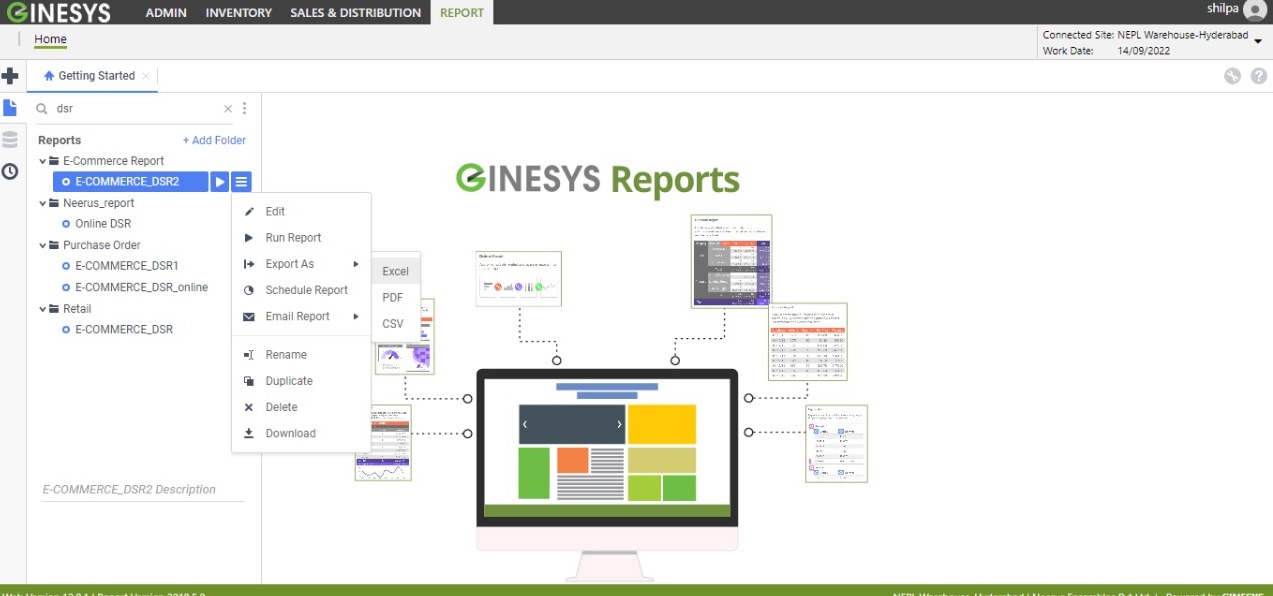 GINESYS ADMIN INVENTORY SALES & DISTRIBUTION REPORT shilpa
Home
Connected Site: NEPL Warehouse-Hyderabad
Work Date: 14/09/2022
Getting Started
dsr
Reports + Add Folder
E-Commerce Report
E-COMMERCE_DSR2
Neerus_report
Online DSR
Purchase Order
E-COMMERCE_DSR1
E-COMMERCE_DSR_online
Retail
E-COMMERCE_DSR
Edit
Run Report
Export As
Schedule Report
Email Report
Rename
Duplicate
Delete
Download
Excel
PDF
CSV
GINESYS Reports
E-COMMERCE_DSR2 Description